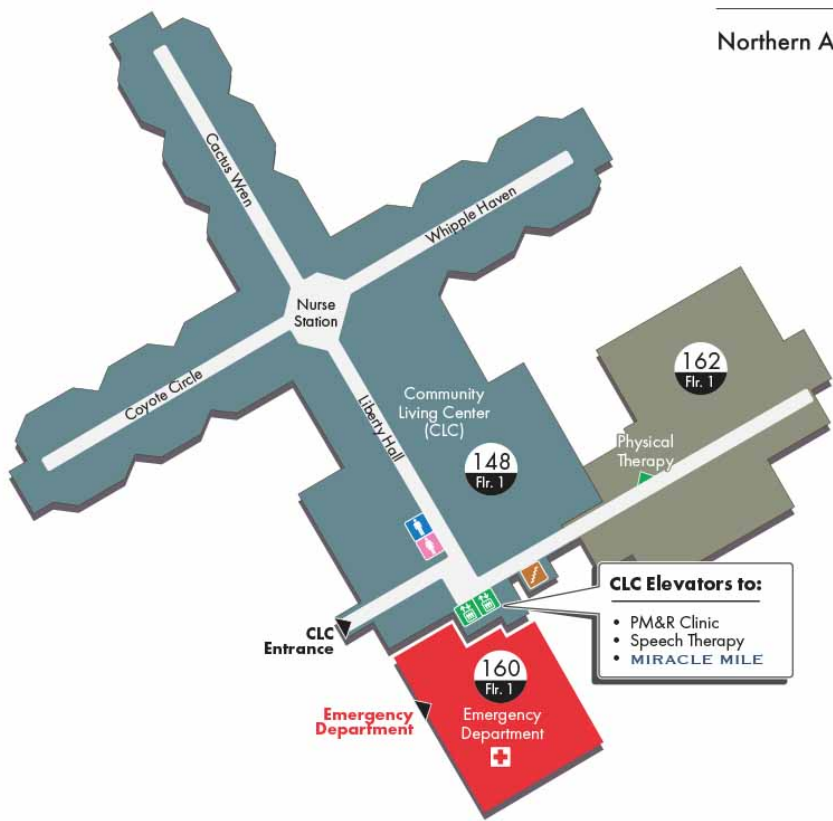 Northern A
Cactus Wren
Whipple Haven
Nurse
Station
Coyote Circle
Liberty Hall
Community
Living Center
(CLC)
148
Flr. 1
162
Flr. 1
Physical
Therapy
CLC
Entrance
CLC Elevators to:
• PM&R Clinic
• Speech Therapy
• MIRACLE MILE
160
Flr. 1
Emergency
Department
Emergency
Department